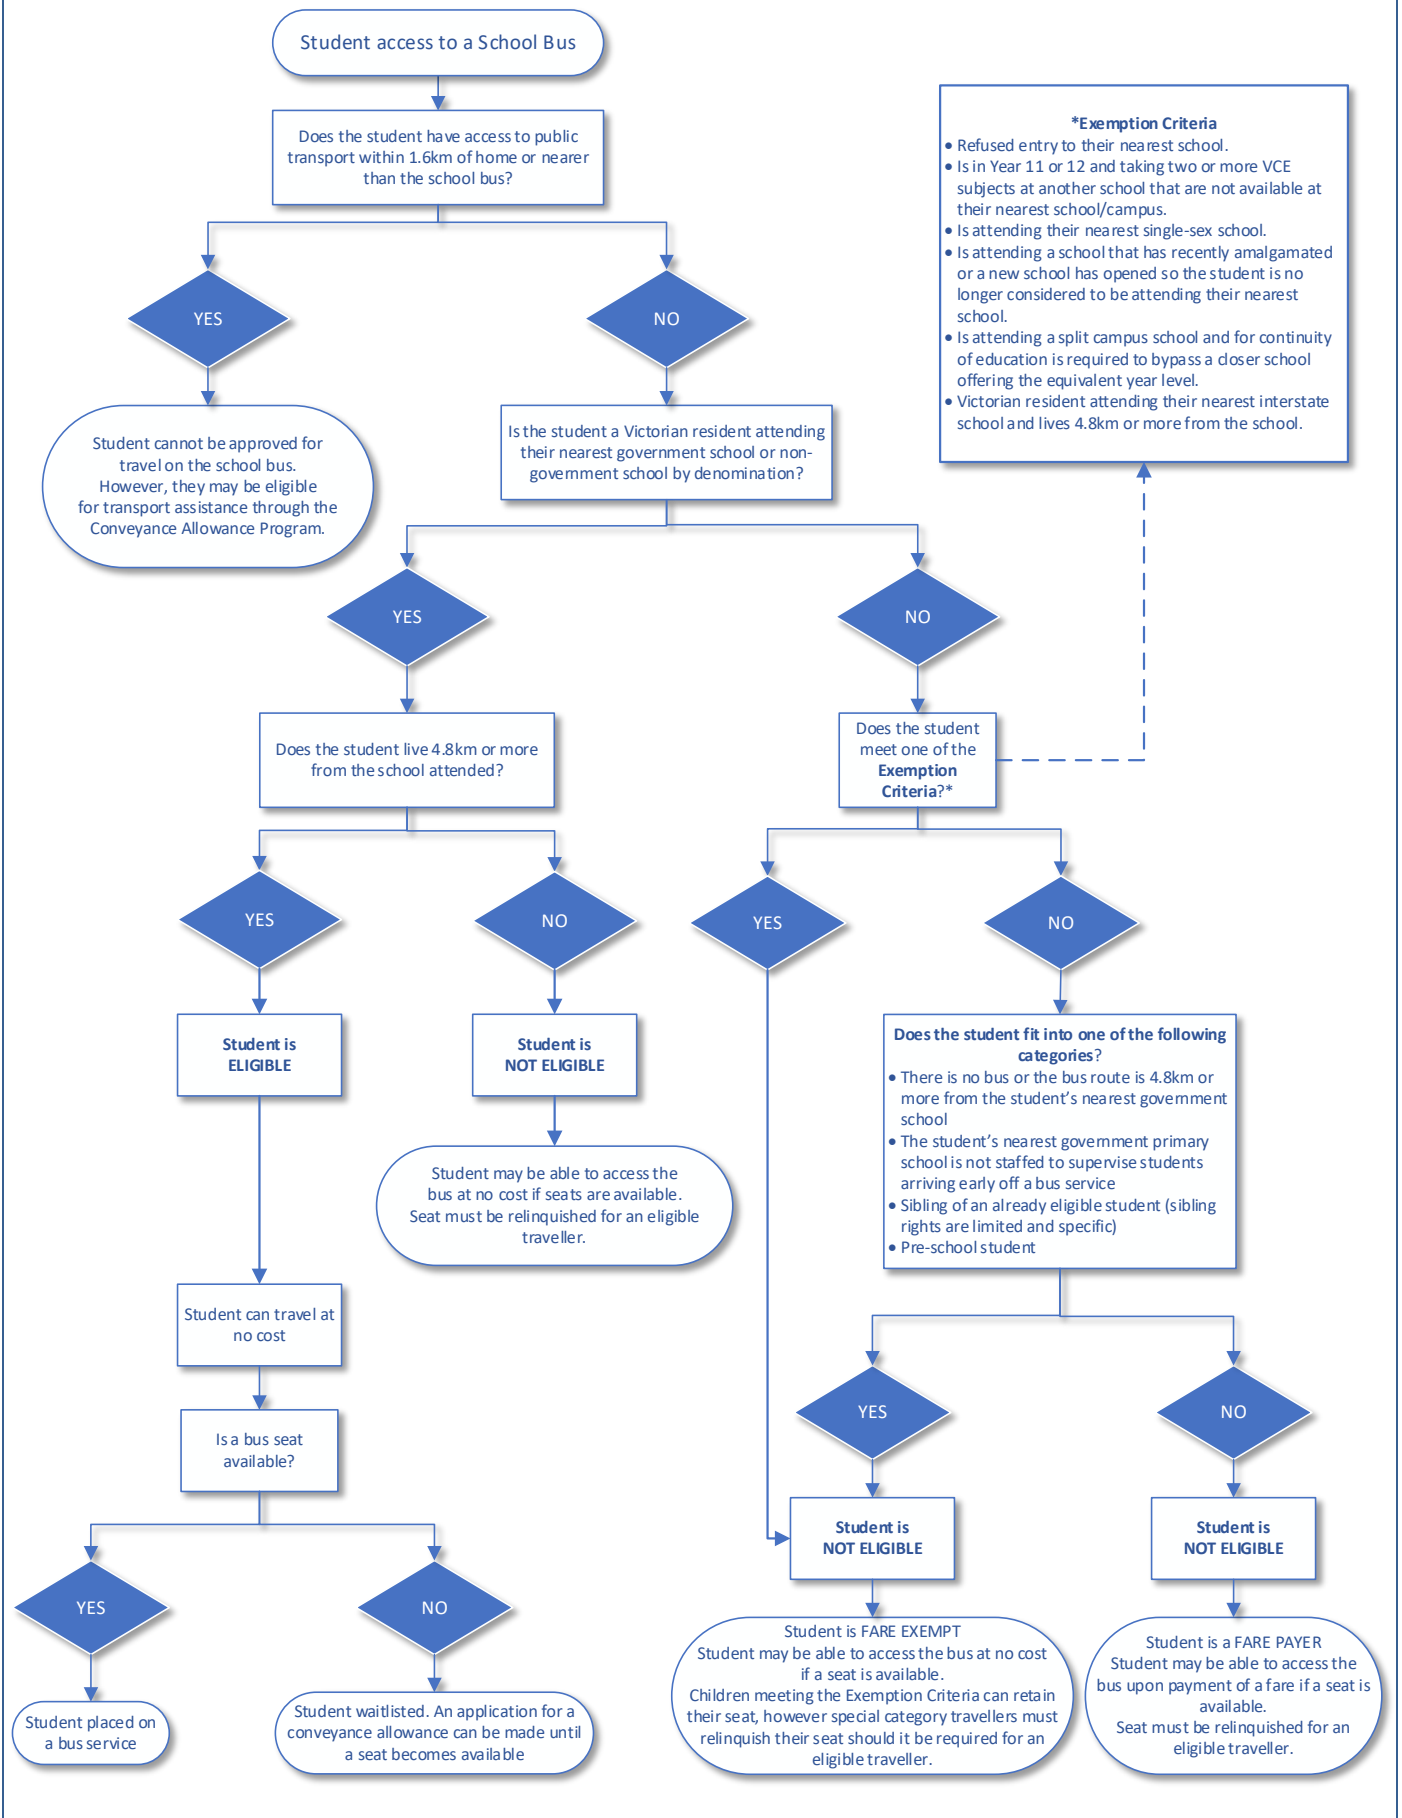 Student access to a School Bus
Does the student have access to public
transport within 1.6km of home or nearer
than the school bus?
*Exemption Criteria
• Refused entry to their nearest school.
• Is in Year 11 or 12 and taking two or more VCE
subjects at another school that are not available at
their nearest school/campus.
• Is attending their nearest single-sex school.
• Is attending a school that has recently amalgamated
or a new school has opened so the student is no
longer considered to be attending their nearest
school.
• Is attending a split campus school and for continuity
of education is required to bypass a closer school
offering the equivalent year level.
• Victorian resident attending their nearest interstate
school and lives 4.8km or more from the school.
YES
NO
Student cannot be approved for
travel on the school bus.
However, they may be eligible
for transport assistance through the
Conveyance Allowance Program.
Is the student a Victorian resident attending
their nearest government school or non-
government school by denomination?
YES
NO
Does the student live 4.8km or more
from the school attended?
Does the student
meet one of the
Exemption
Criteria?*
YES
NO
YES
NO
Student is
ELIGIBLE
Student is
NOT ELIGIBLE
Does the student fit into one of the following
categories?
• There is no bus or the bus route is 4.8km or
more from the student's nearest government
school
• The student's nearest government primary
school is not staffed to supervise students
arriving early off a bus service
• Sibling of an already eligible student (sibling
rights are limited and specific)
• Pre-school student
Student may be able to access the
bus at no cost if seats are available.
Seat must be relinquished for an eligible
traveller.
Student can travel at
no cost
Is a bus seat
available?
YES
NO
YES
NO
Student is
NOT ELIGIBLE
Student is
NOT ELIGIBLE
Student placed on
a bus service
Student waitlisted. An application for a
conveyance allowance can be made until
a seat becomes available
Student is FARE EXEMPT
Student may be able to access the bus at no cost
if a seat is available.
Children meeting the Exemption Criteria can retain
their seat, however special category travellers must
relinquish their seat should it be required for an
eligible traveller.
Student is a FARE PAYER
Student may be able to access the
bus upon payment of a fare if a seat is
available.
Seat must be relinquished for an
eligible traveller.